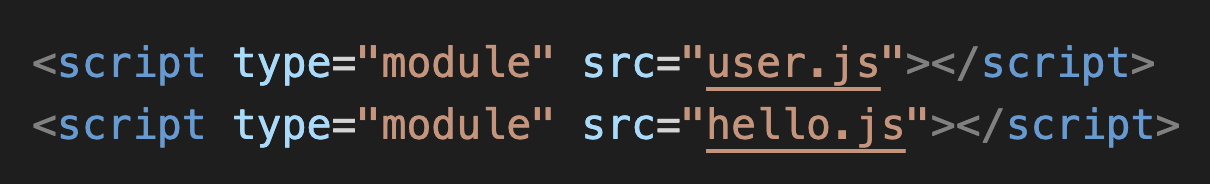 <script type="module" src="user.js"></script>
<script type="module" src="hello.js"></script>